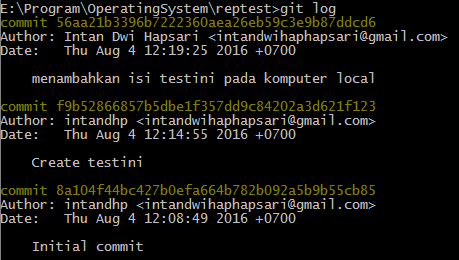 E:\Program\OperatingSystem\reptest>git log
commit 56aa21b3396b7222360aea26eb59c3e9b87ddcd6
Author: Intan Dwi Hapsari <intandwihaphapsari@gmail.com>
Date:   Thu Aug 4 12:19:25 2016 +0700
menambahkan isi testini pada komputer local
commit f9b52866857b5dbe1f357dd9c84202a3d621f123
Author: intandhp <intandwihaphapsari@gmail.com>
Date:   Thu Aug 4 12:14:55 2016 +0700
Create testini
commit 8a104f44bc427b0efa664b782b092a5b9b55cb85
Author: intandhp <intandwihaphapsari@gmail.com>
Date:   Thu Aug 4 12:08:49 2016 +0700
Initial commit